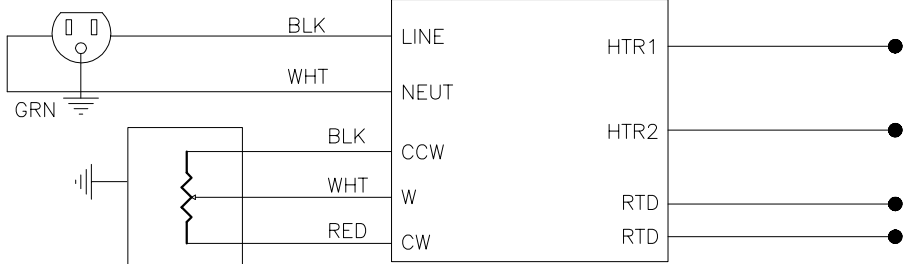 BLK
LINE
HTR1
WHT
NEUT
GRN
BLK
CCW
HTR2
WHT
W
RTD
RED
CW
RTD